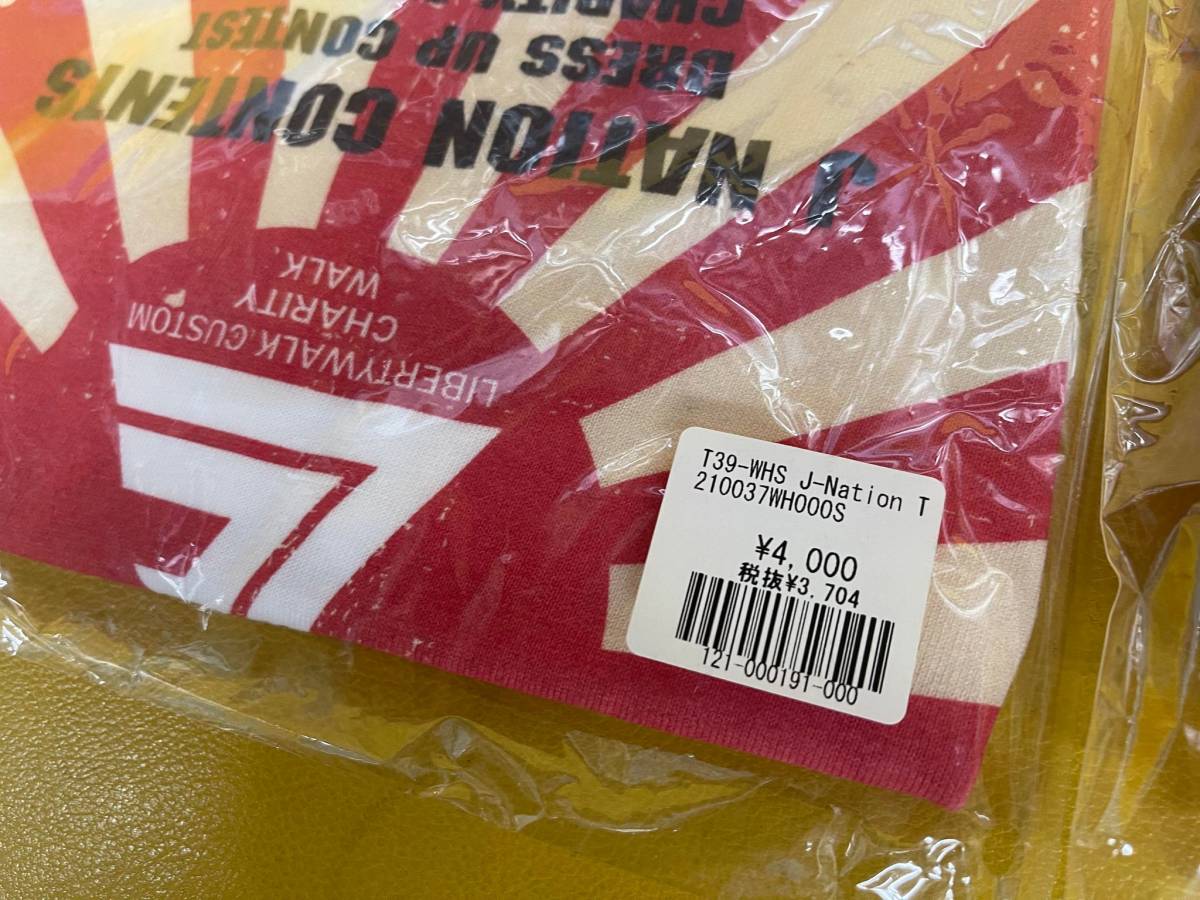 LIBERTYWALK.CUSTOM
CHARITY
WALK.
J NATION CONTENTS
DRESS UP CONTEST
CHARITY
T39-WHS J-Nation T
210037WH000S
¥4,000
税抜¥3,704
121-000191-000